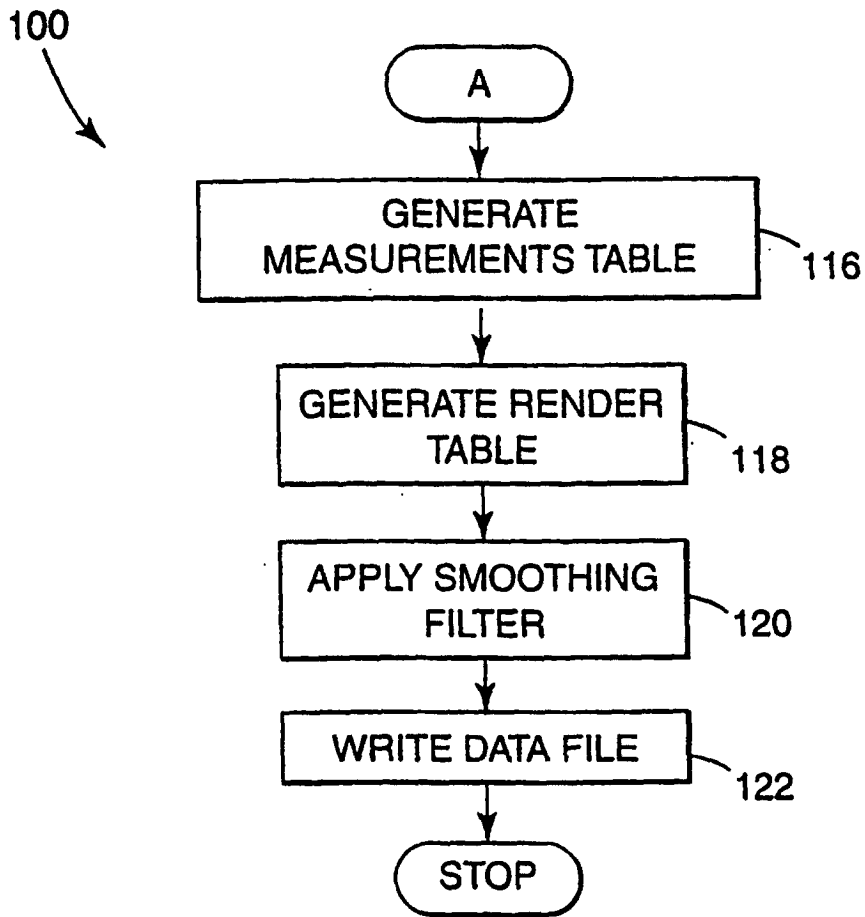 100
A
GENERATE
MEASUREMENTS TABLE
116
GENERATE RENDER
TABLE
118
APPLY SMOOTHING
FILTER
120
WRITE DATA FILE
122
STOP